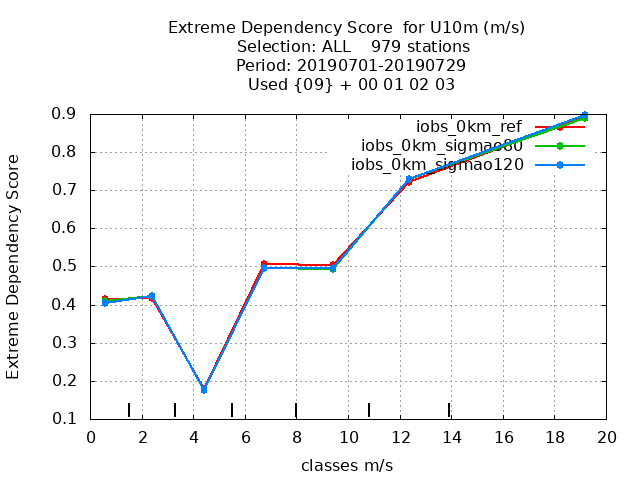 Extreme Dependency Score  for U10m (m/s)
Selection: ALL    979 stations
Period: 20190701-20190729
Used {09} + 00 01 02 03
Extreme Dependency Score
0.9
0.8
0.7
0.6
0.5
0.4
0.3
0.2
0.1
iobs_0km_ref
iobs_0km_sigmao80
iobs_0km_sigmao120
0 2 4 6 8 10 12 14 16 18 20
classes m/s